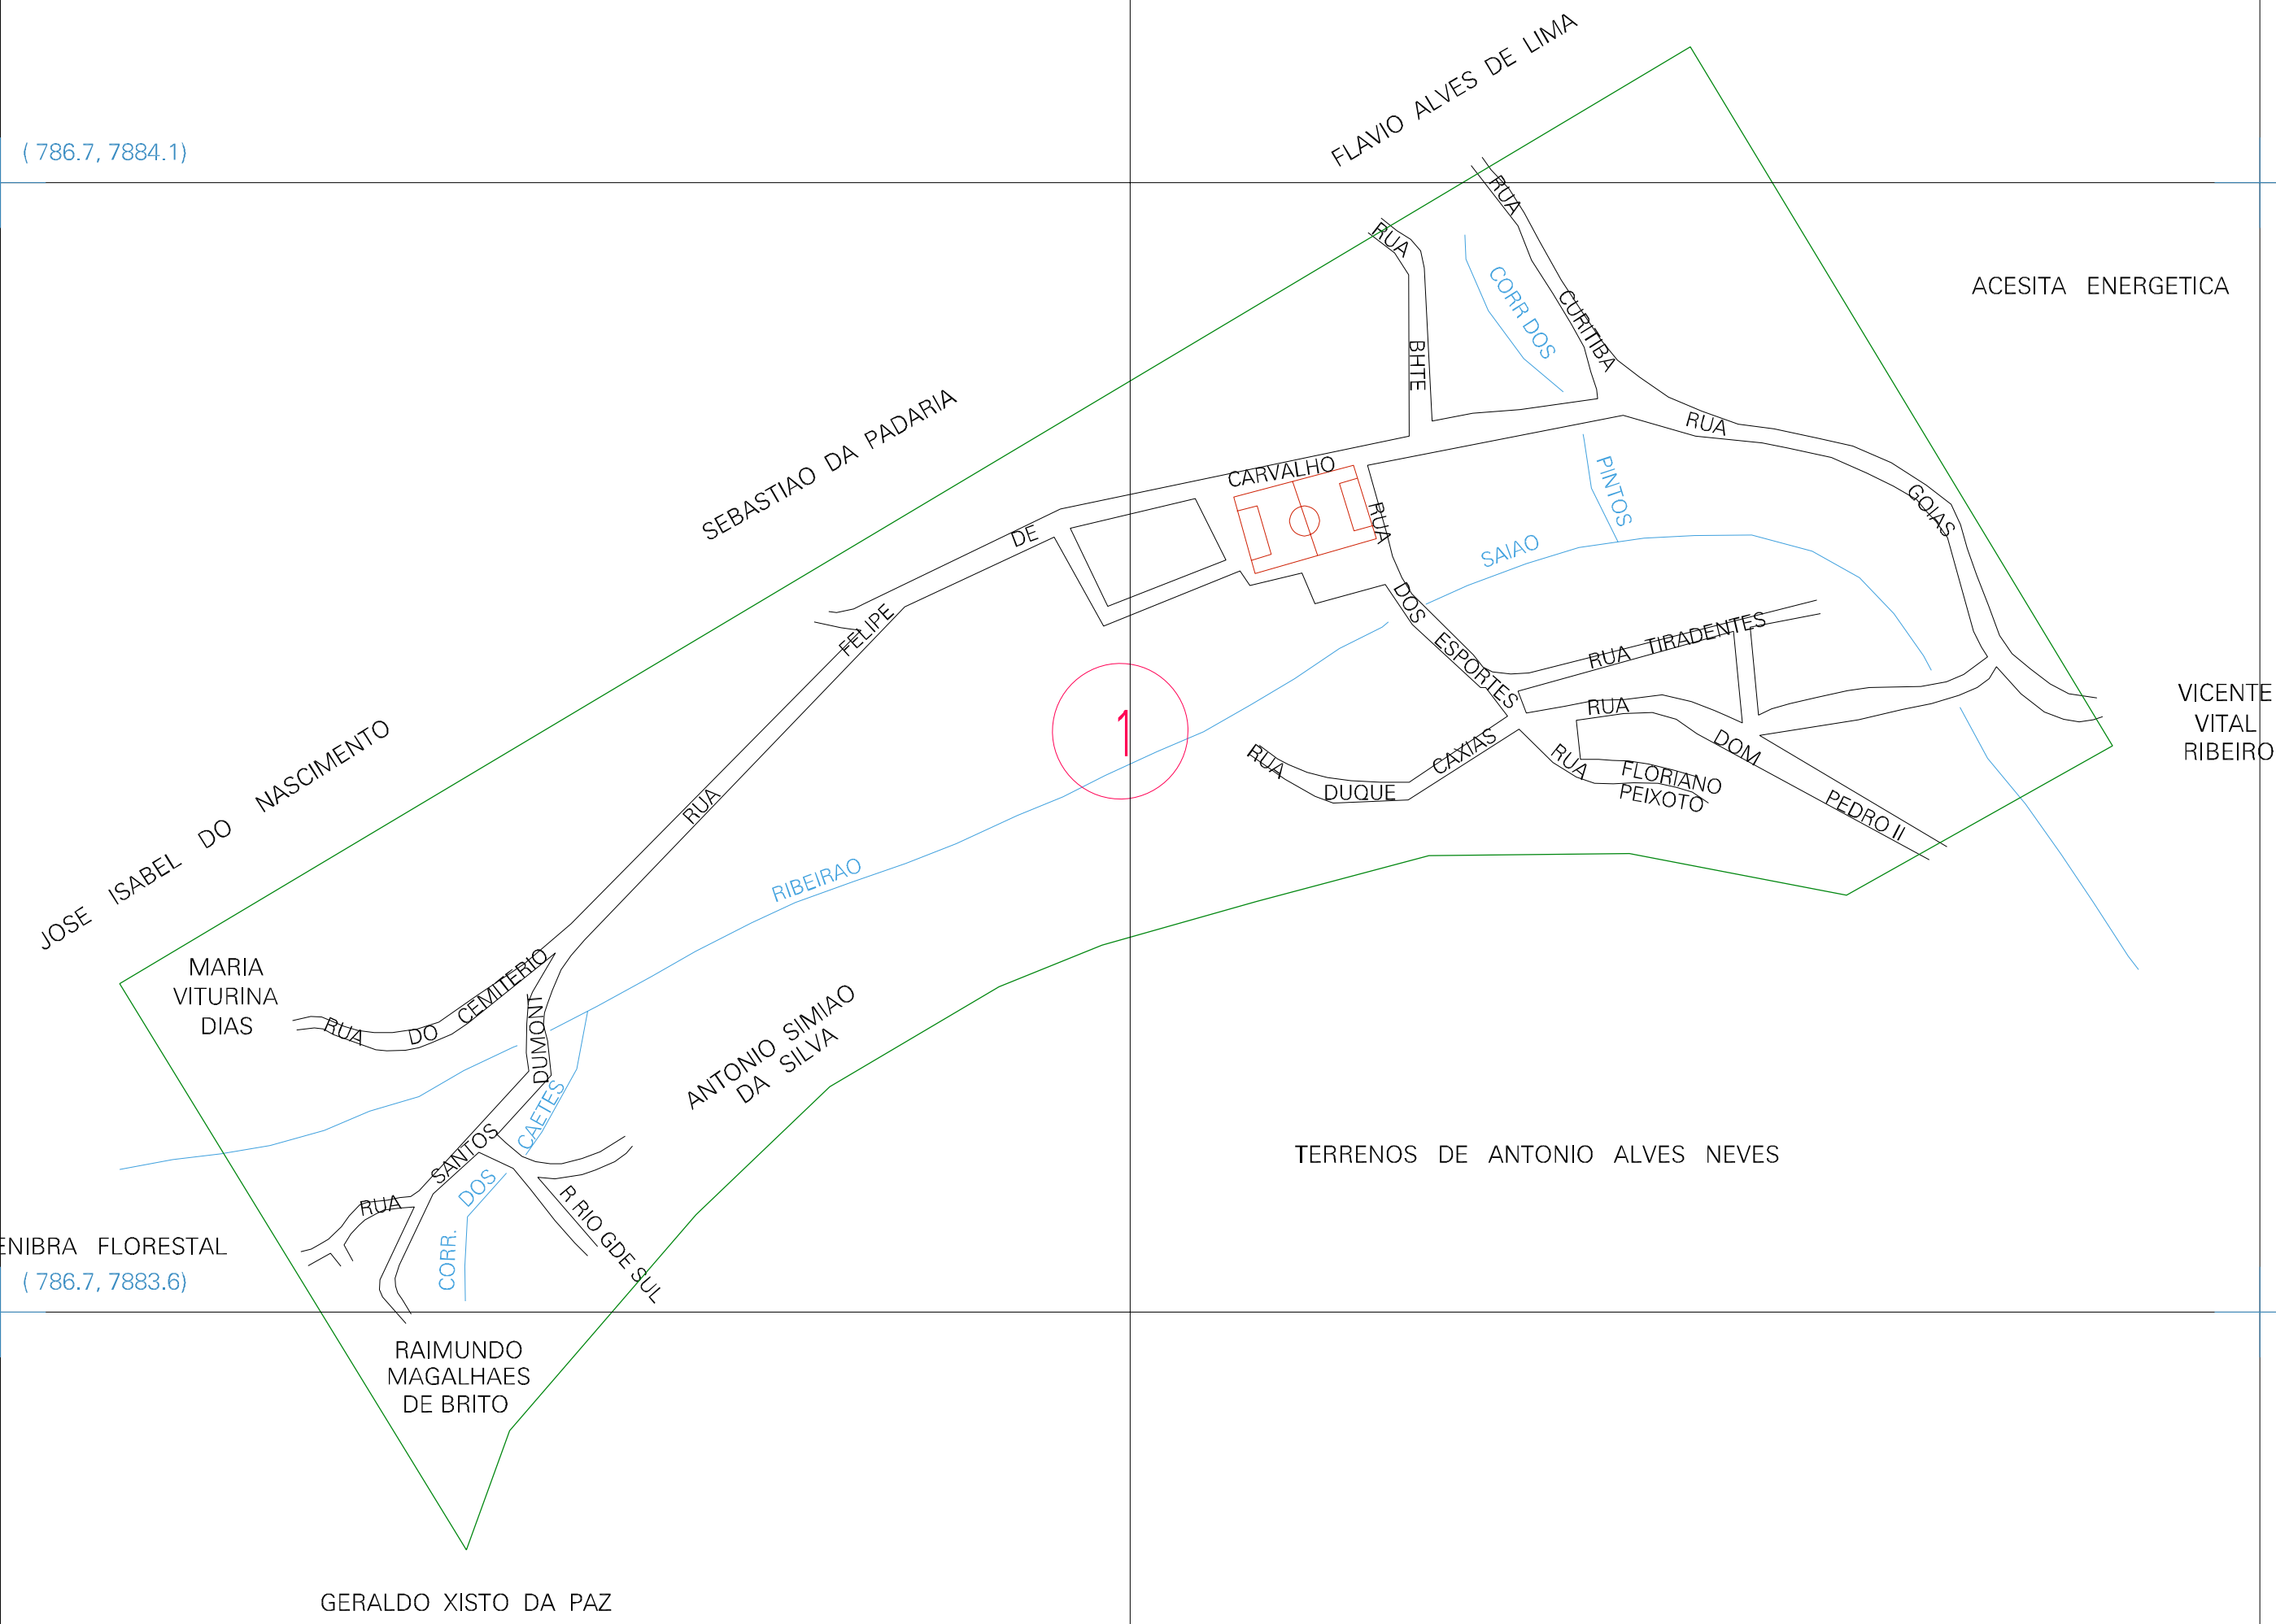 FLAVIO ALVES DE LIMA
( 786.7, 7884.1)
RUA CURITIBA
RUA BHTE
CORR DOS PINTOS
ACESITA ENERGETICA
SEBASTIAO DA PADARIA
RUA GOIAS
RUA FELIPE DE CARVALHO
RUA DOS ESPORTES
RIBEIRAO SAIAO
RUA TIRADENTES
1
RUA DUQUE CAXIAS
RUA FLORIANO
PEIXOTO
RUA DOM PEDRO II
VICENTE
VITAL
RIBEIRO
JOSE ISABEL DO NASCIMENTO
MARIA
VITURINA
DIAS
RUA DO CEMITERIO
RUA SANTOS DUMONT
CORR. DOS CAETES
ANTONIO SIMIAO
DA SILVA
R RIO GDE SUL
TERRENOS DE ANTONIO ALVES NEVES
ENIBRA FLORESTAL
( 786.7, 7883.6)
RAIMUNDO
MAGALHAES
DE BRITO
GERALDO XISTO DA PAZ